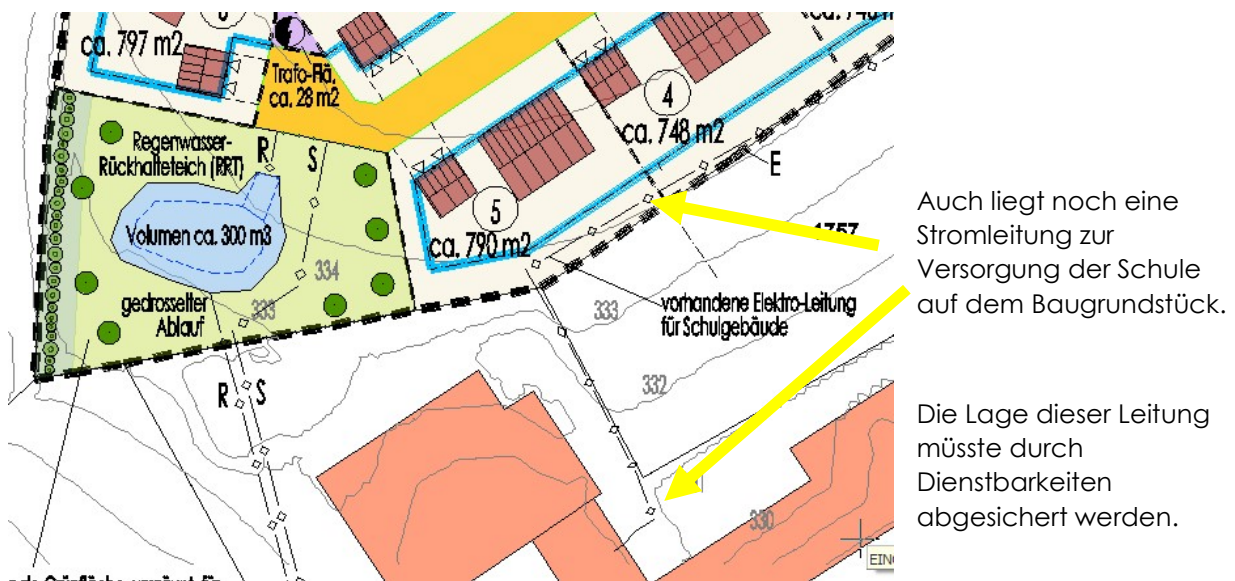 ca. 797 m2
Trafo-Flä.
ca. 28 m2
4
ca. 748 m2
Regenwasser-
Rückhalteteich (RRT)
R
S
E
5
ca. 790 m2
Volumen ca. 300 m3
334
333
gedrosselter
Ablauf
333
vorhandene Elektro-Leitung
für Schulgebäude
332
R
S
330
Auch liegt noch eine
Stromleitung zur
Versorgung der Schule
auf dem Baugrundstück.
Die Lage dieser Leitung
müsste durch
Dienstbarkeiten
abgesichert werden.